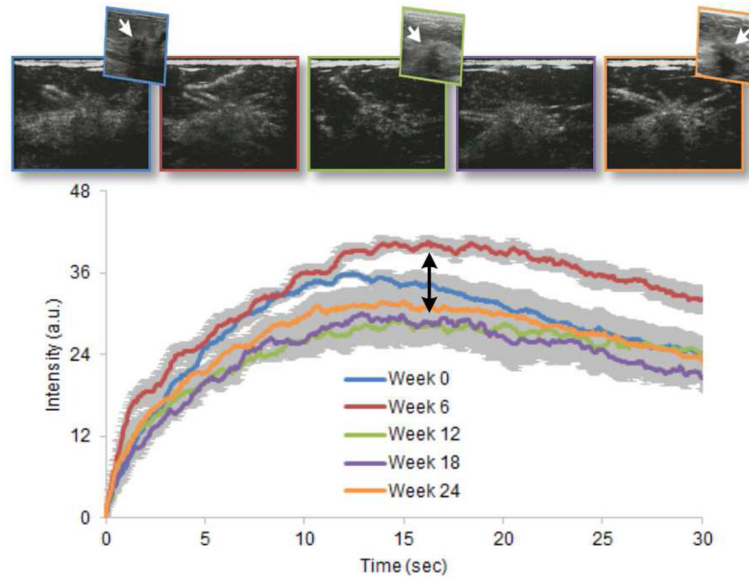 48
36
24
12
0
Intensity (a.u.)
Week 0
Week 6
Week 12
Week 18
Week 24
0 5 10 15 20 25 30
Time (sec)